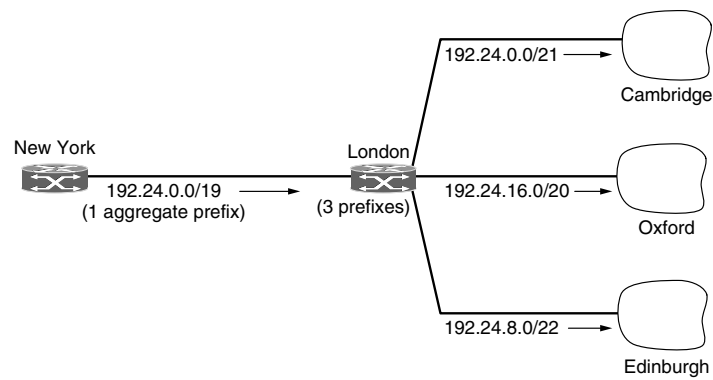 192.24.0.0/21
Cambridge
New York
London
192.24.0.0/19
(1 aggregate prefix)
(3 prefixes)
192.24.16.0/20
Oxford
192.24.8.0/22
Edinburgh